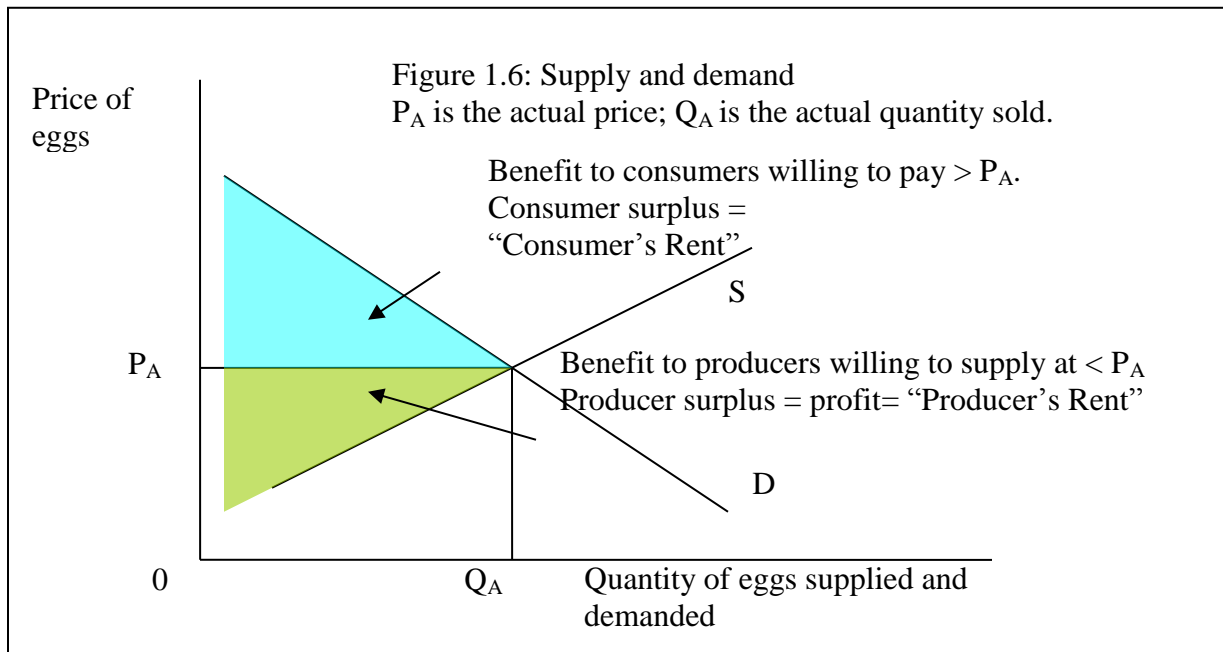 Figure 1.6: Supply and demand
P_A is the actual price; Q_A is the actual quantity sold.
Price of
eggs
Benefit to consumers willing to pay > P_A.
Consumer surplus =
“Consumer’s Rent”
S
P_A
Benefit to producers willing to supply at < P_A
Producer surplus = profit= “Producer’s Rent”
D
0
Q_A
Quantity of eggs supplied and
demanded